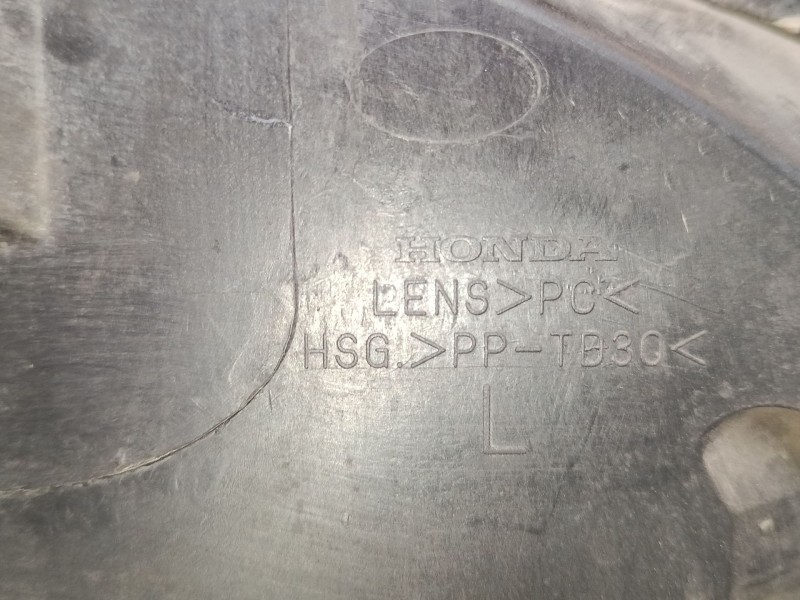 HONDA
LENS>PC<
HSG.>PP-TD30<
L